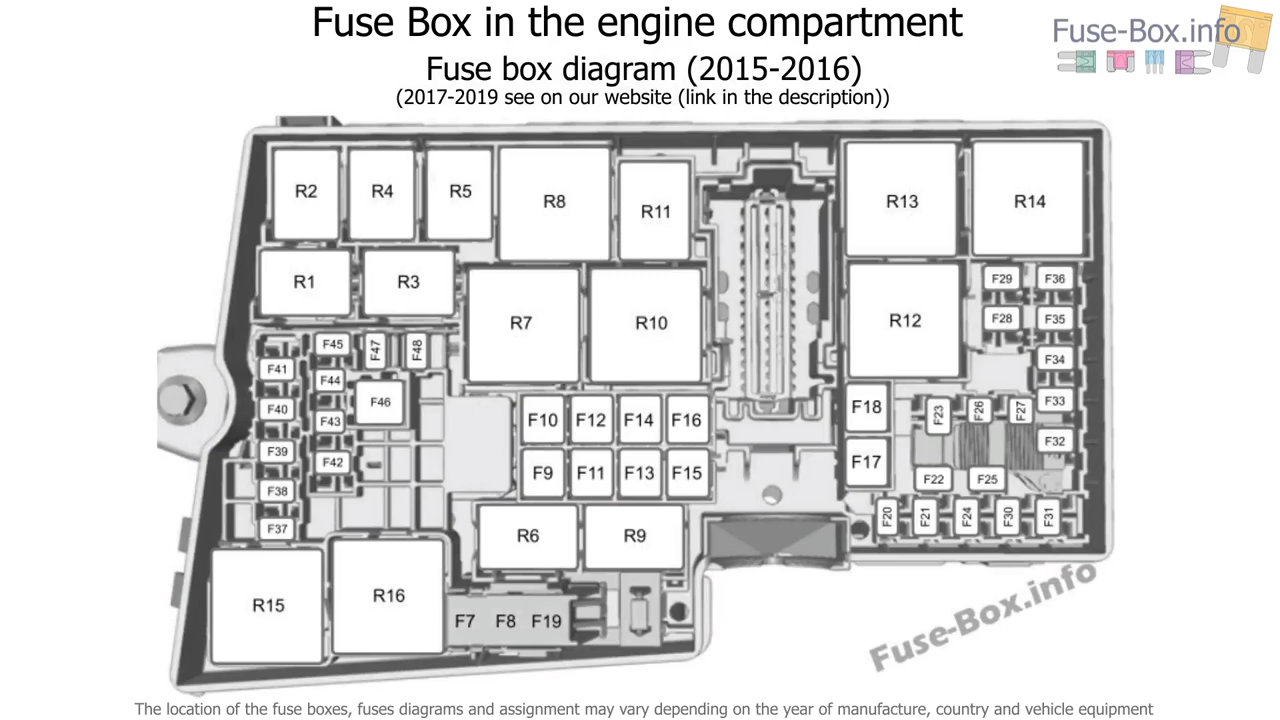 Fuse Box in the engine compartment
Fuse-Box.info
Fuse box diagram (2015-2016)
(2017-2019 see on our website (link in the description))
R2 R4 R5 R8 R11 R13 R14
R1 R3 R7 R10 R12 F29 F36
F28 F35
F45 F47 F48
F41 F34
F44
F40 F46 F33
F43 F10 F12 F14 F16 F18 F23 F26 F27
F39 F32
F42 F9 F11 F13 F15 F17
F38 F22 F25
F37 F20 F21 F24 F30 F31
R6 R9
R15 R16
F7 F8 F19
Fuse-Box.info
The location of the fuse boxes, fuses diagrams and assignment may vary depending on the year of manufacture, country and vehicle equipment